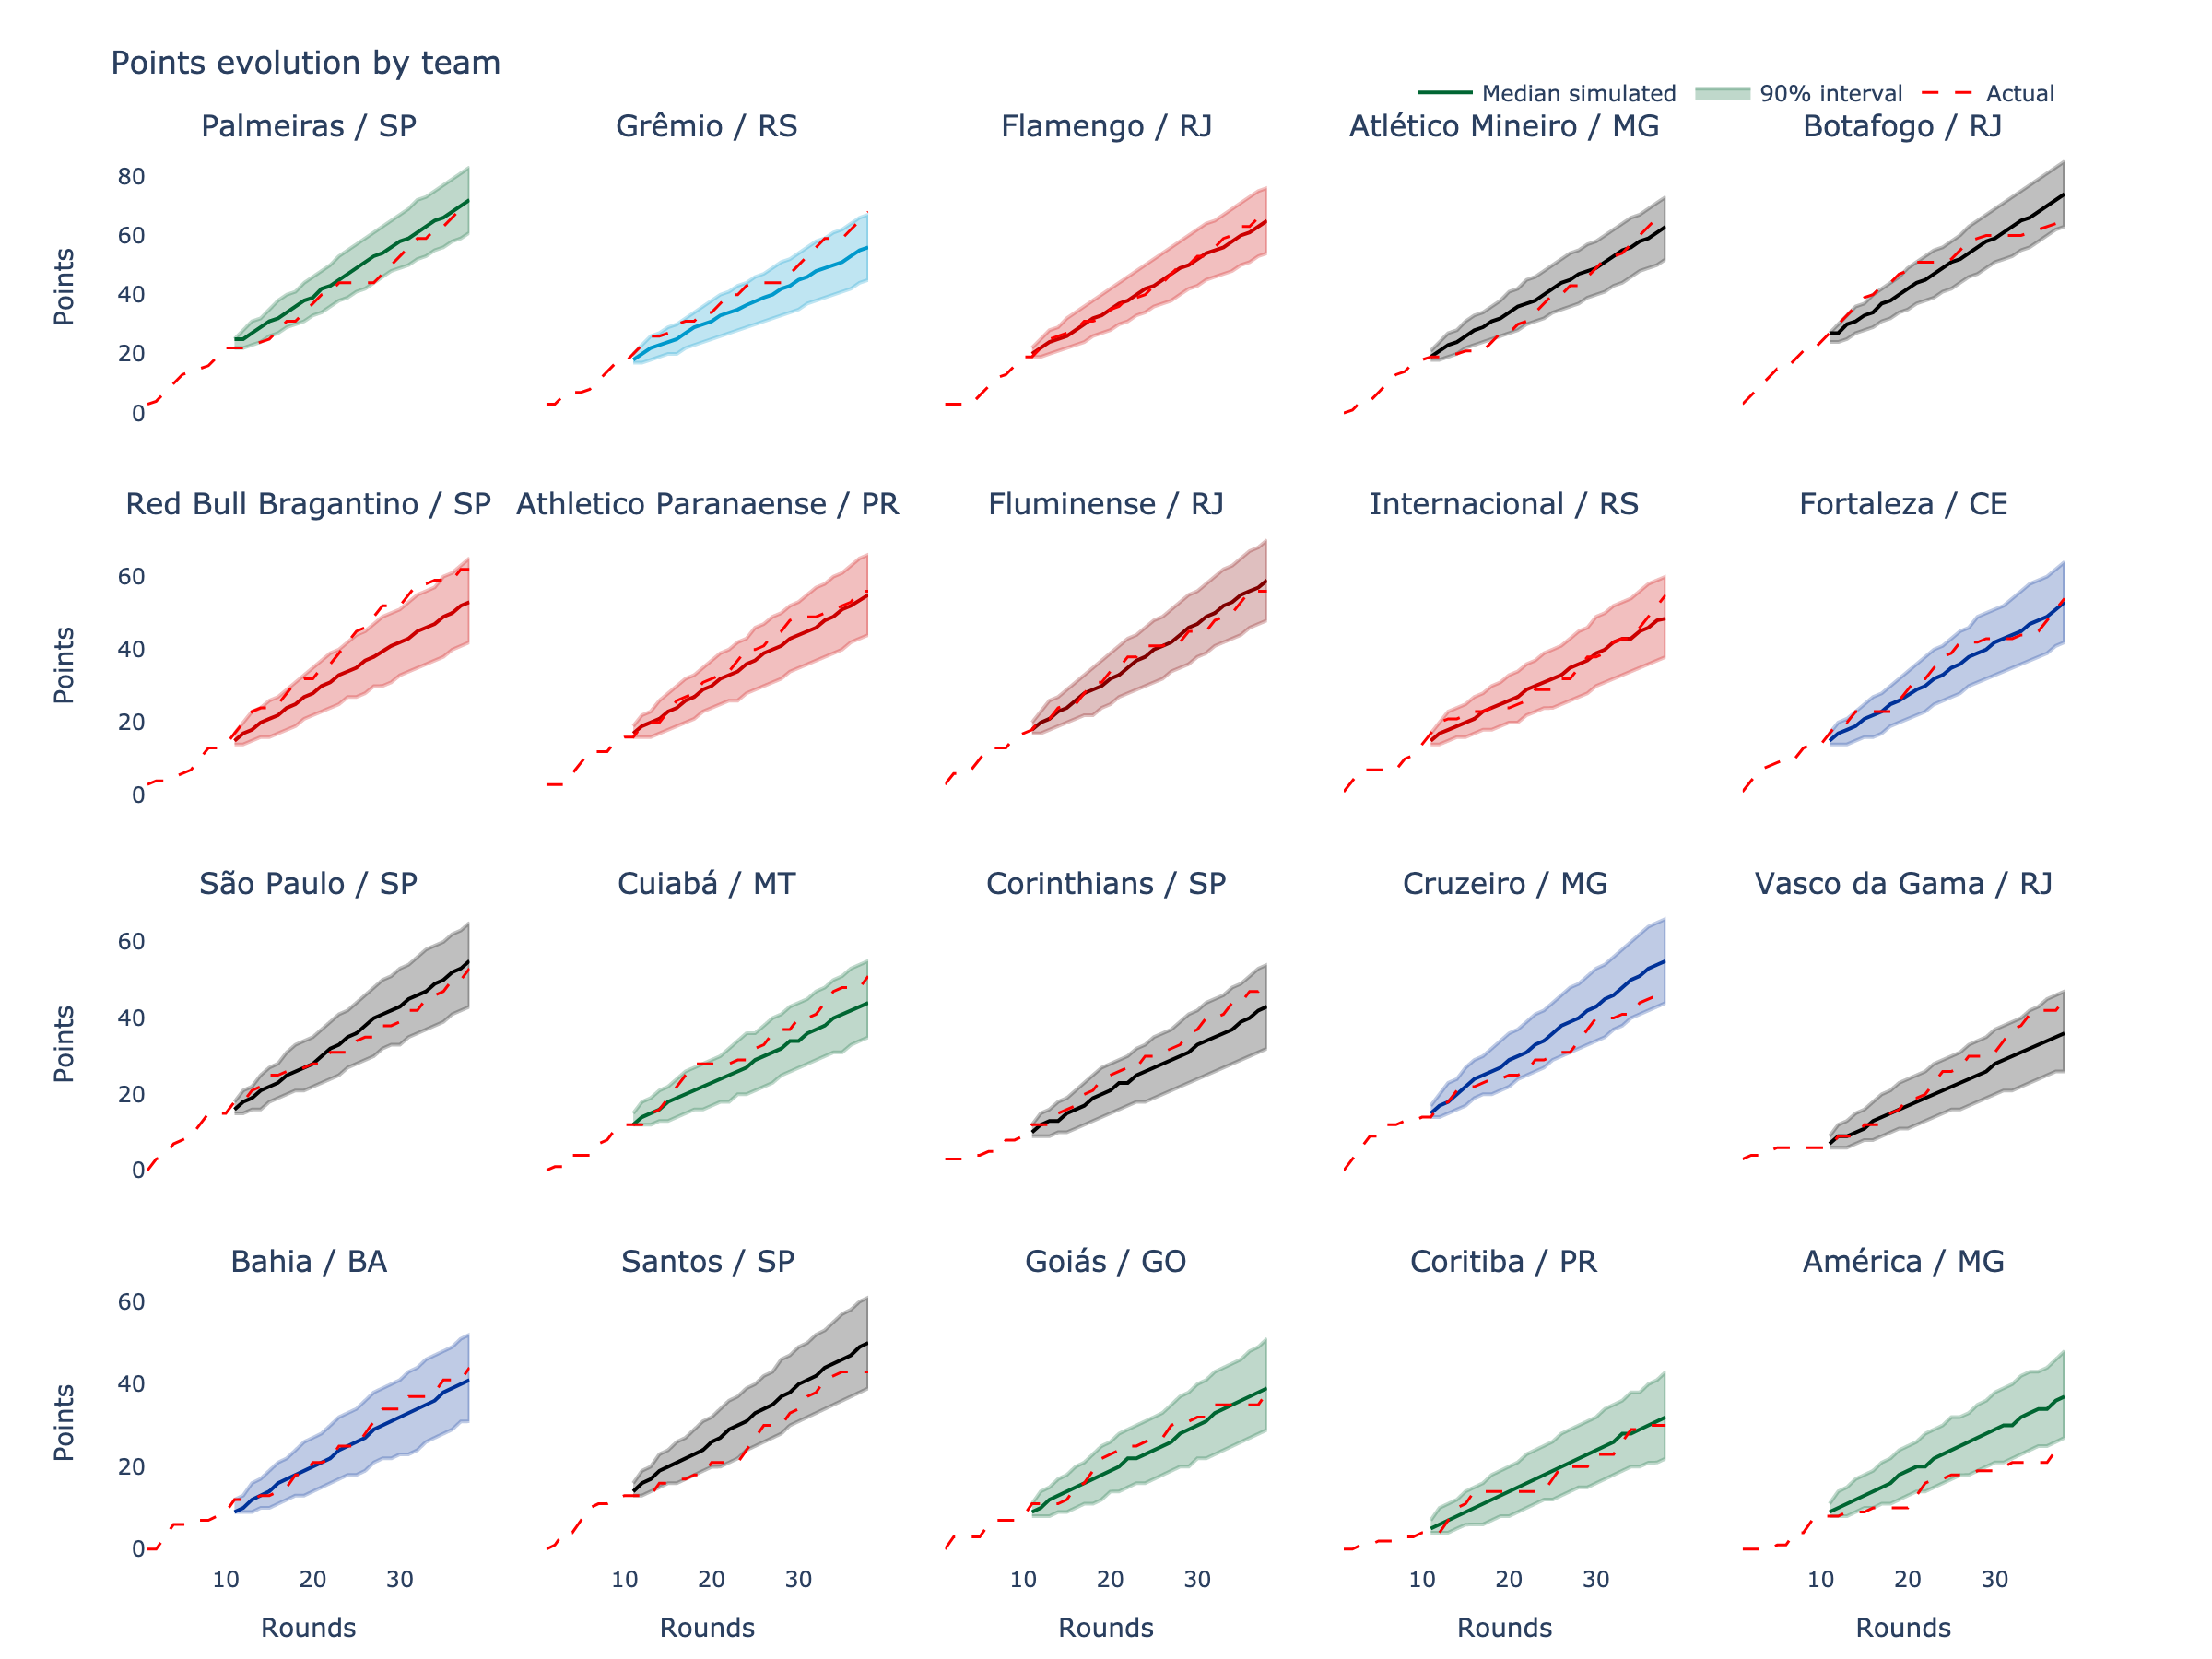 Points evolution by team
Median simulated 90% interval Actual
Palmeiras / SP Grêmio / RS Flamengo / RJ Atlético Mineiro / MG Botafogo / RJ
80
60
40
20
0
Points
Red Bull Bragantino / SP Athletico Paranaense / PR Fluminense / RJ Internacional / RS Fortaleza / CE
60
40
20
0
Points
São Paulo / SP Cuiabá / MT Corinthians / SP Cruzeiro / MG Vasco da Gama / RJ
60
40
20
0
Points
Bahia / BA Santos / SP Goiás / GO Coritiba / PR América / MG
60
40
20
0
Points
10 20 30 10 20 30 10 20 30 10 20 30 10 20 30
Rounds Rounds Rounds Rounds Rounds